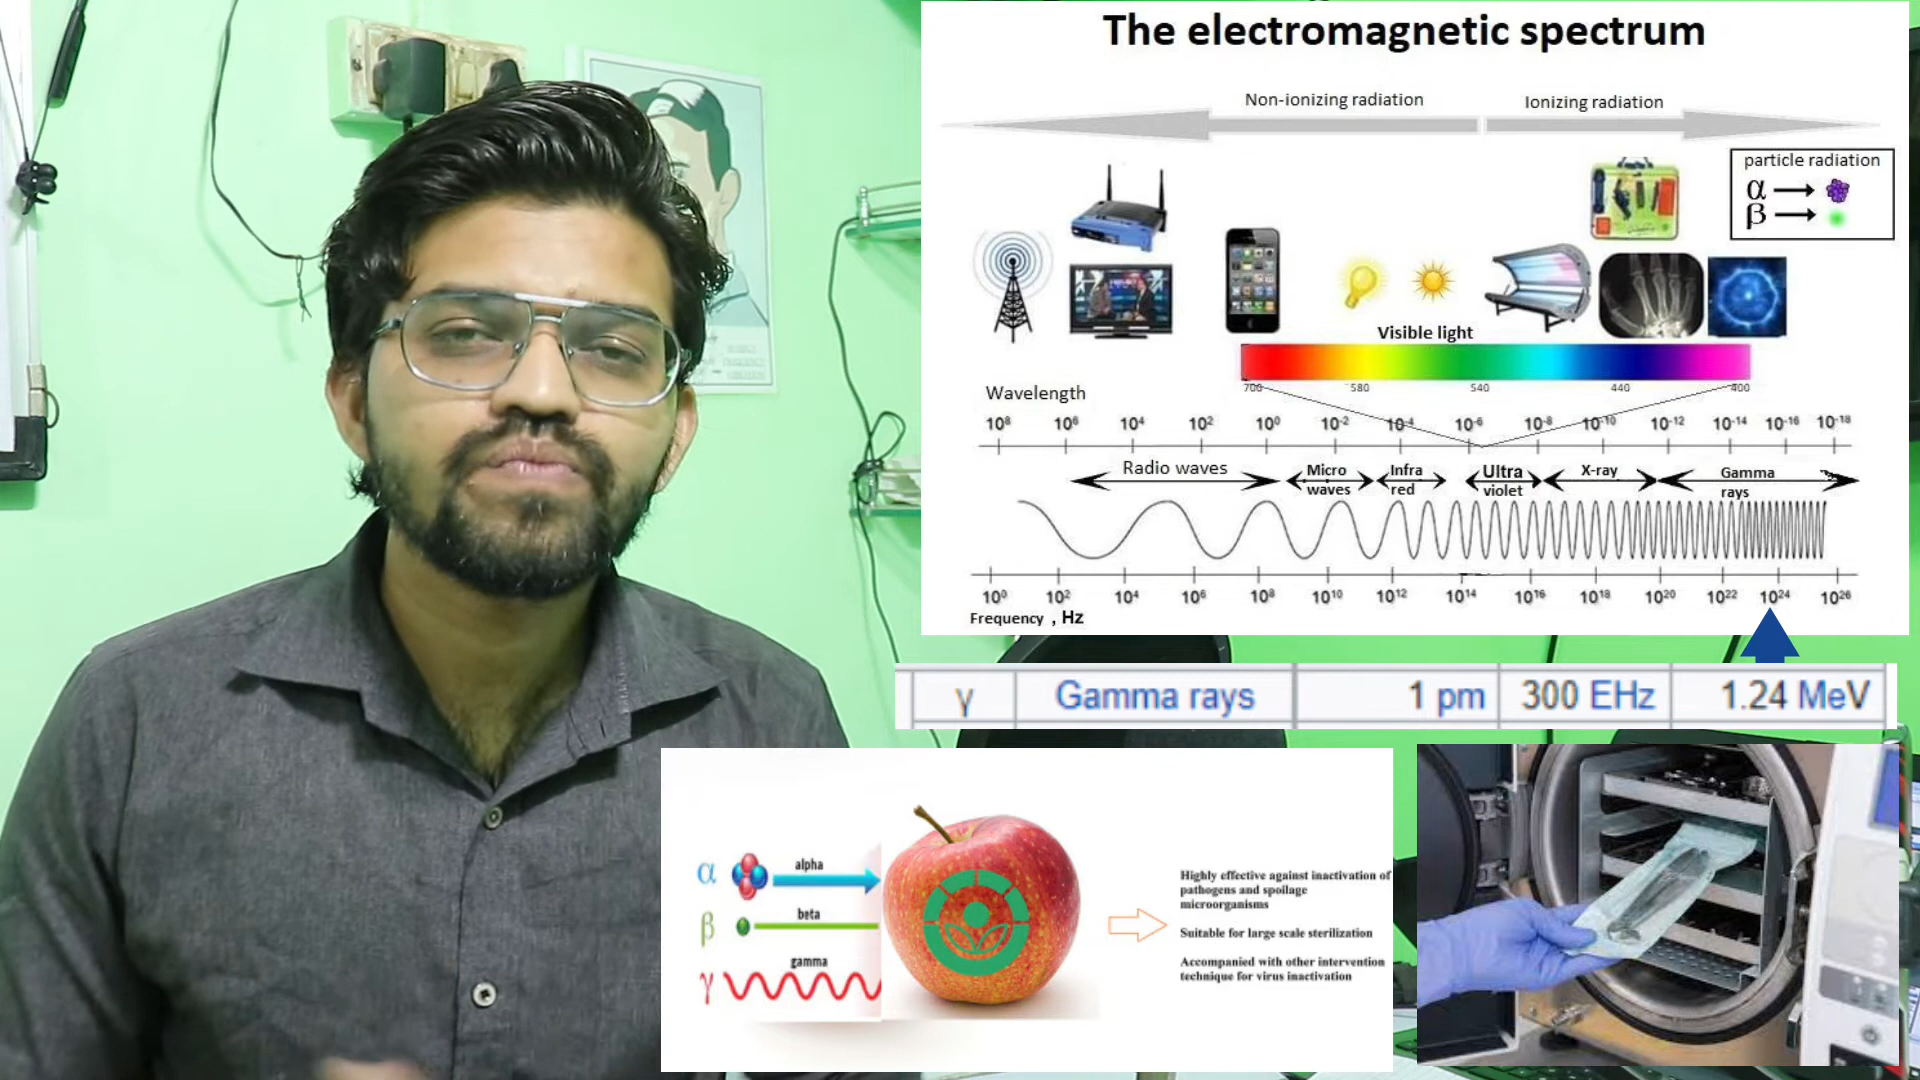 The electromagnetic spectrum
Non-ionizing radiation
Ionizing radiation
particle radiation
α
β
Visible light
700 580 540 440 400
Wavelength
10⁸ 10⁶ 10⁴ 10² 10⁰ 10⁻² 10⁻⁴ 10⁻⁶ 10⁻⁸ 10⁻¹⁰ 10⁻¹² 10⁻¹⁴ 10⁻¹⁶ 10⁻¹⁸
Radio waves
Micro
waves
Infra
red
Ultra
violet
X-ray
Gamma
rays
10⁰ 10² 10⁴ 10⁶ 10⁸ 10¹⁰ 10¹² 10¹⁴ 10¹⁶ 10¹⁸ 10²⁰ 10²² 10²⁴ 10²⁶
Frequency , Hz
γ Gamma rays 1 pm 300 EHz 1.24 MeV
α alpha
β beta
γ gamma
Highly effective against inactivation of
pathogens and spoilage
microorganisms
Suitable for large scale sterilization
Accompanied with other intervention
technique for virus inactivation